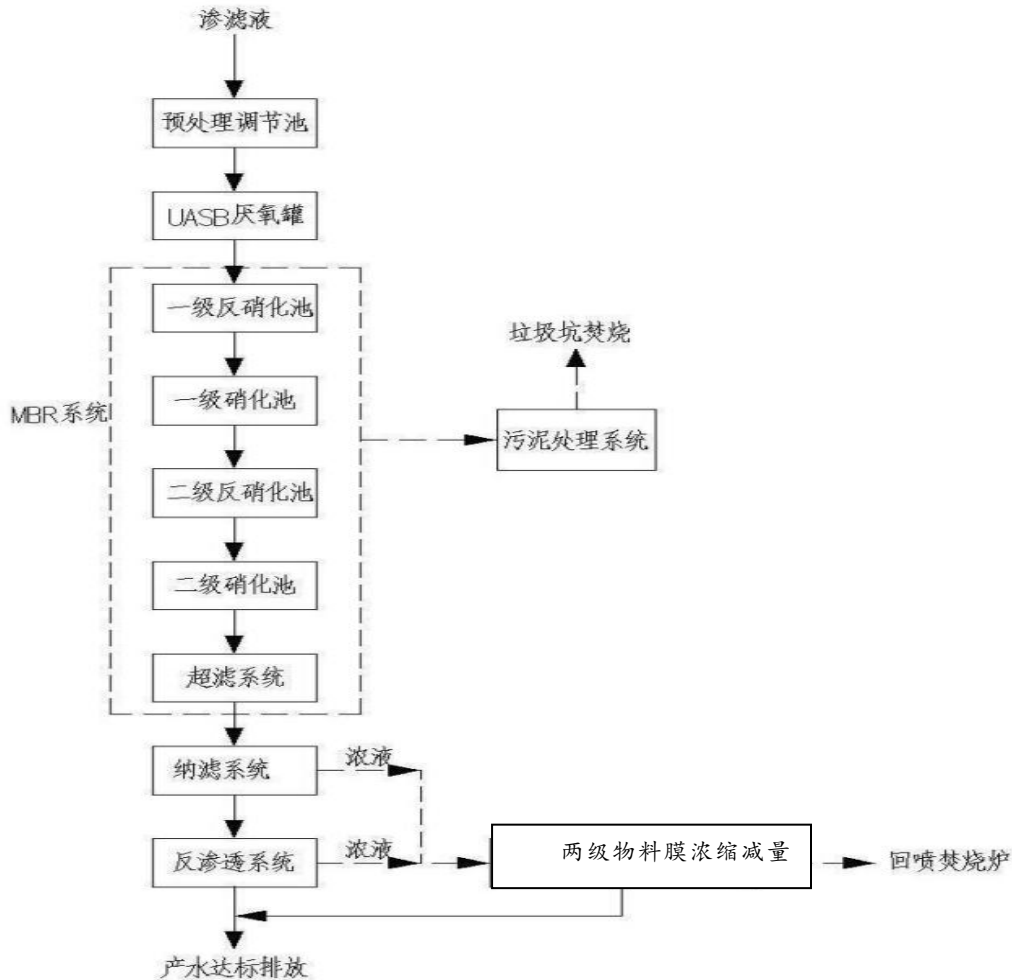 渗滤液
预处理调节池
UASB厌氧罐
一级反硝化池
垃圾坑焚烧
一级硝化池
MBR系统
污泥处理系统
二级反硝化池
二级硝化池
超滤系统
纳滤系统
浓液
反渗透系统
浓液
两级物料膜浓缩减量
回喷焚烧炉
产水达标排放